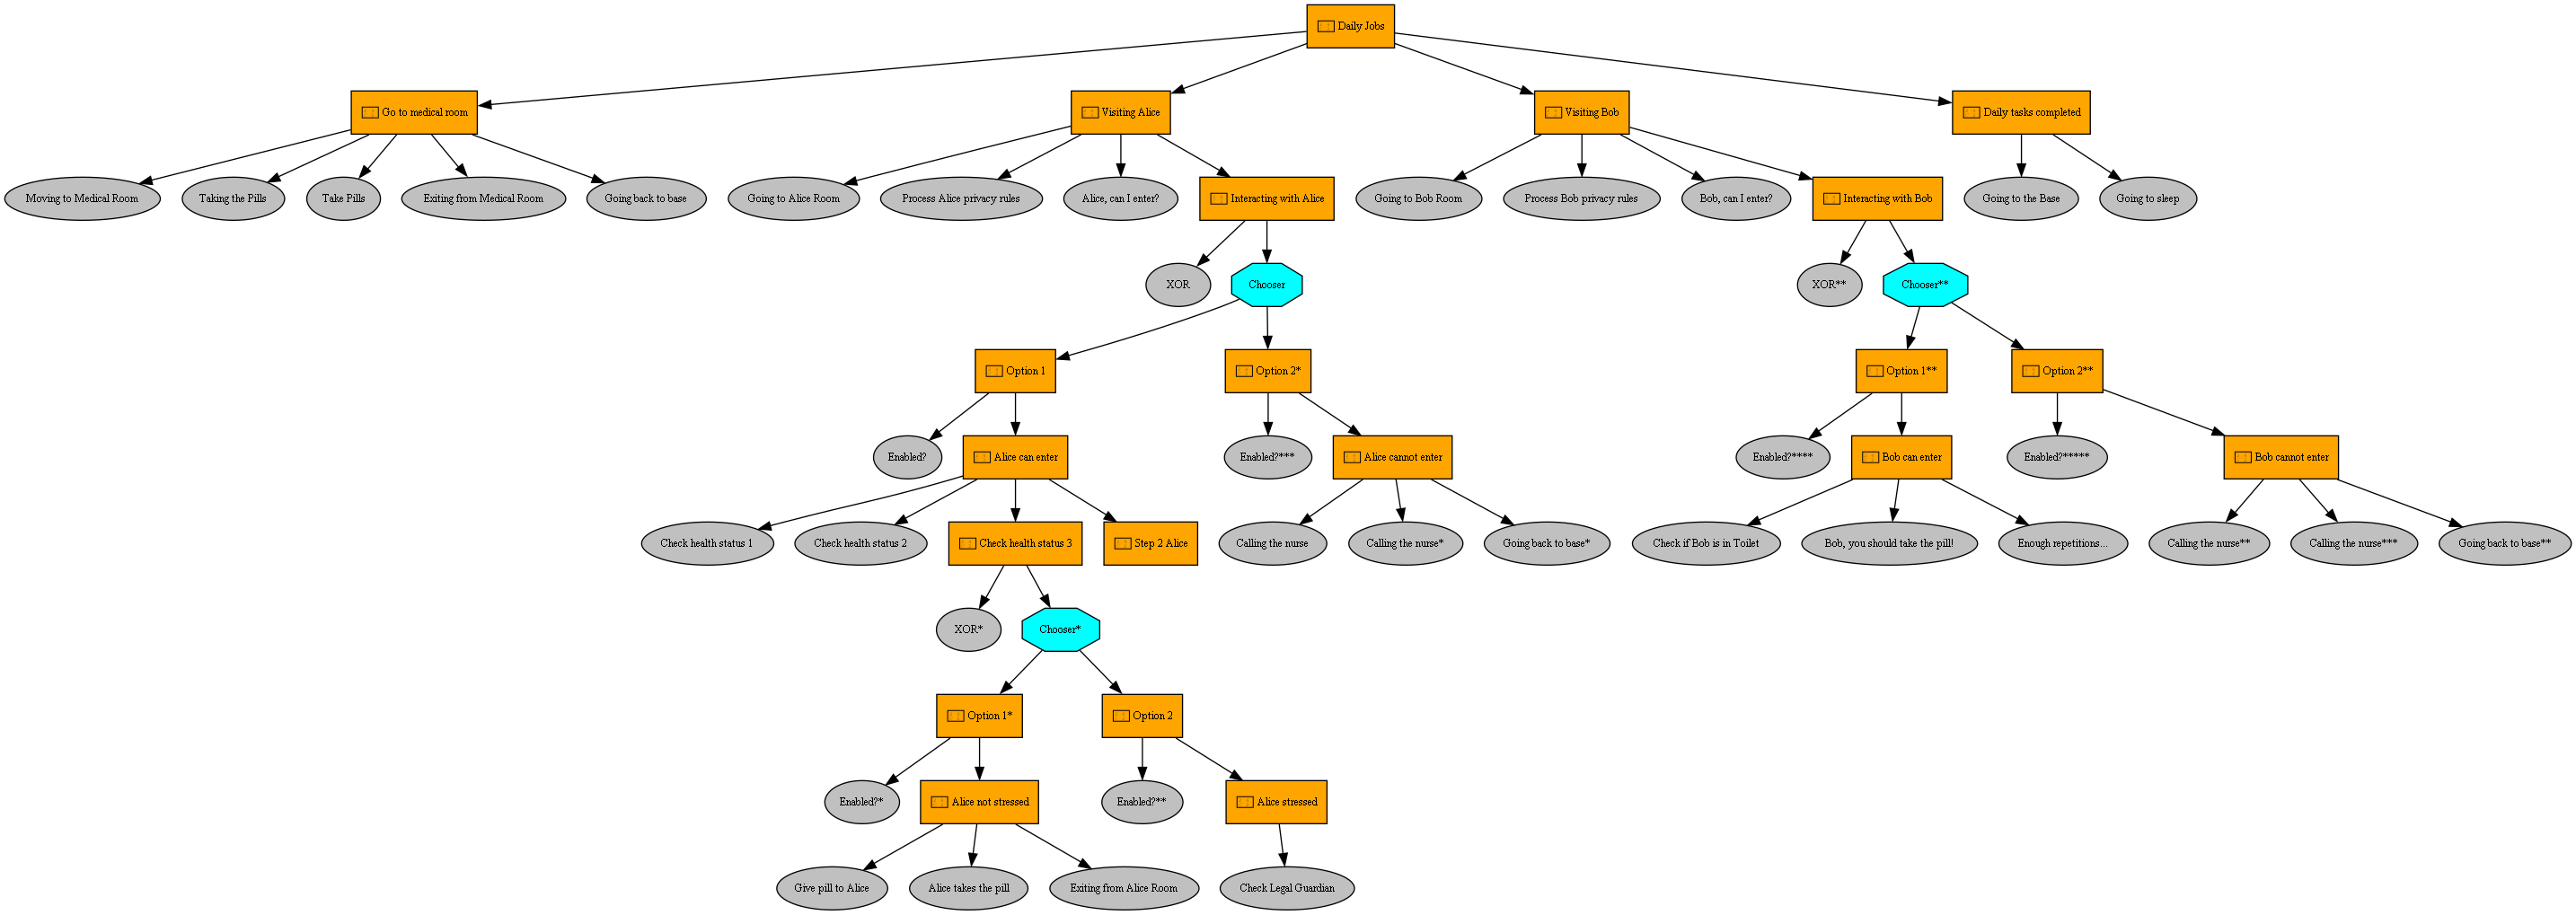 Daily Jobs
Go to medical room
Visiting Alice
Visiting Bob
Daily tasks completed
Moving to Medical Room
Taking the Pills
Take Pills
Exiting from Medical Room
Going back to base
Going to Alice Room
Process Alice privacy rules
Alice, can I enter?
Interacting with Alice
Going to Bob Room
Process Bob privacy rules
Bob, can I enter?
Interacting with Bob
Going to the Base
Going to sleep
XOR
Chooser
XOR**
Chooser**
Option 1
Option 2*
Option 1**
Option 2**
Enabled?
Alice can enter
Enabled?***
Alice cannot enter
Enabled?****
Bob can enter
Enabled?*****
Bob cannot enter
Check health status 1
Check health status 2
Check health status 3
Step 2 Alice
Calling the nurse
Calling the nurse*
Going back to base*
Check if Bob is in Toilet
Bob, you should take the pill!
Enough repetitions...
Calling the nurse**
Calling the nurse***
Going back to base**
XOR*
Chooser*
Option 1*
Option 2
Enabled?*
Alice not stressed
Enabled?**
Alice stressed
Give pill to Alice
Alice takes the pill
Exiting from Alice Room
Check Legal Guardian